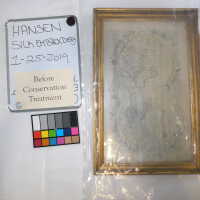 HANSEN
SILK EMBROIDERY
1-25-2019
Before
Conservation
Treatment